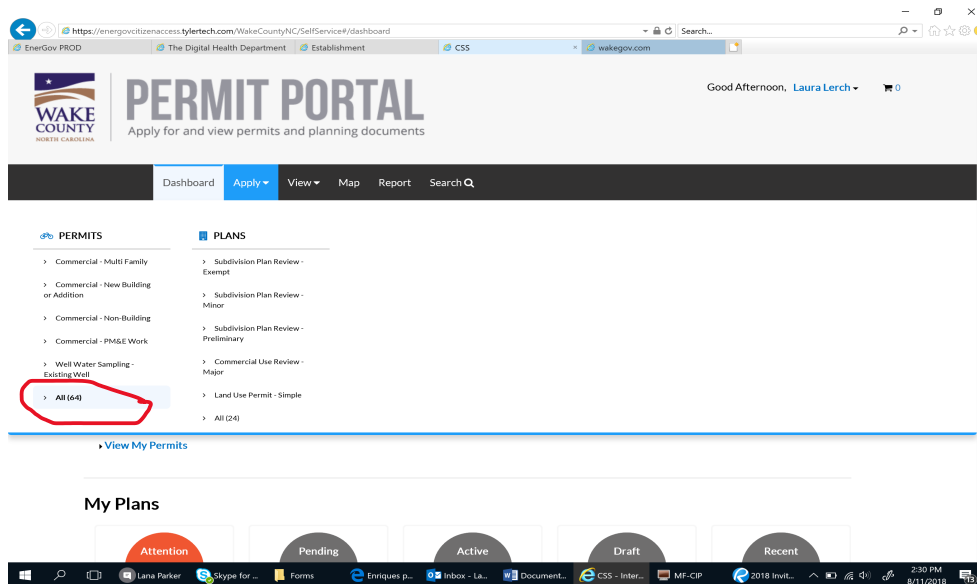 https://energovcitizenaccess.tylertech.com/WakeCountyNC/SelfService#/dashboard
Search...
EnerGov PROD
The Digital Health Department
Establishment
CSS
×
wakegov.com
WAKE
COUNTY
NORTH CAROLINA
PERMIT PORTAL
Apply for and view permits and planning documents
Good Afternoon, Laura Lerch
0
Dashboard
Apply
View
Map
Report
Search
PERMITS
> Commercial - Multi Family
> Commercial - New Building
or Addition
> Commercial - Non-Building
> Commercial - PM&E Work
> Well Water Sampling -
Existing Well
> All (64)
PLANS
> Subdivision Plan Review -
Exempt
> Subdivision Plan Review -
Minor
> Subdivision Plan Review -
Preliminary
> Commercial Use Review -
Major
> Land Use Permit - Simple
> All (24)
View My Permits
My Plans
Attention
Pending
Active
Draft
Recent
Lana Parker
Skype for ...
Forms
Enriques p...
Inbox - La...
Document...
CSS - Inter...
MF-CIP
2018 Invit...
2:30 PM
8/11/2018
13